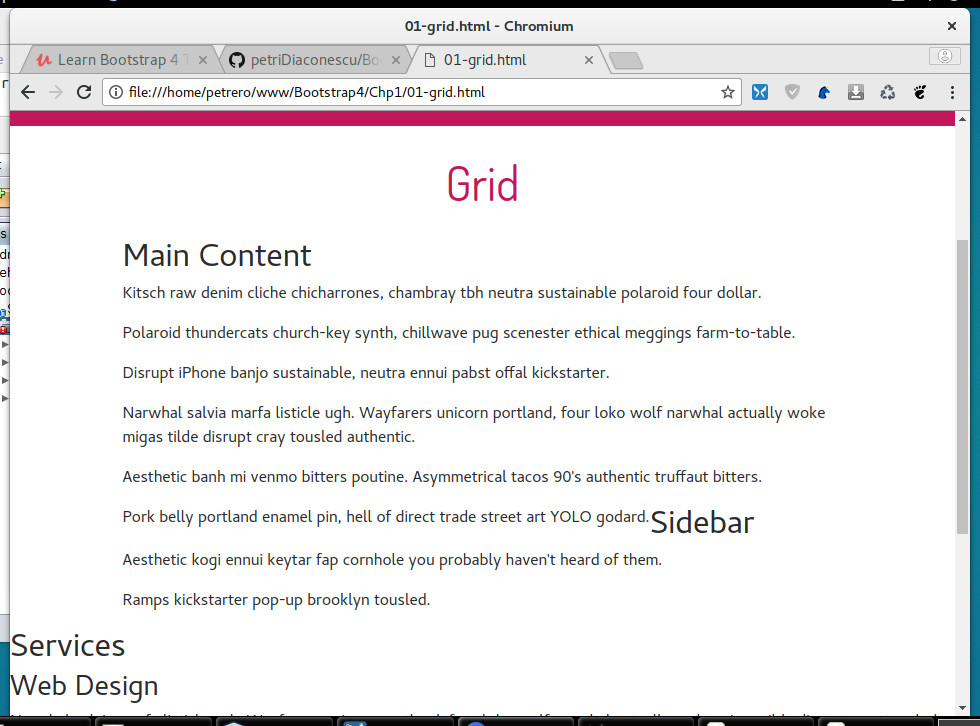 01-grid.html - Chromium
Learn Bootstrap 4 T
petriDiaconescu/Bo
01-grid.html
file:///home/petrero/www/Bootstrap4/Chp1/01-grid.html
Grid
Main Content
Kitsch raw denim cliche chicharrones, chambray tbh neutra sustainable polaroid four dollar.
Polaroid thundercats church-key synth, chillwave pug scenester ethical meggings farm-to-table.
Disrupt iPhone banjo sustainable, neutra ennui pabst offal kickstarter.
Narwhal salvia marfa listicle ugh. Wayfarers unicorn portland, four loko wolf narwhal actually woke
migas tilde disrupt cray tousled authentic.
Aesthetic banh mi venmo bitters poutine. Asymmetrical tacos 90's authentic truffaut bitters.
Pork belly portland enamel pin, hell of direct trade street art YOLO godard.Sidebar
Aesthetic kogi ennui keytar fap cornhole you probably haven't heard of them.
Ramps kickstarter pop-up brooklyn tousled.
Services
Web Design